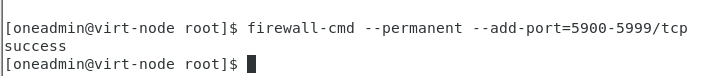 [oneadmin@virt-node root]$ firewall-cmd --permanent --add-port=5900-5999/tcp
success
[oneadmin@virt-node root]$